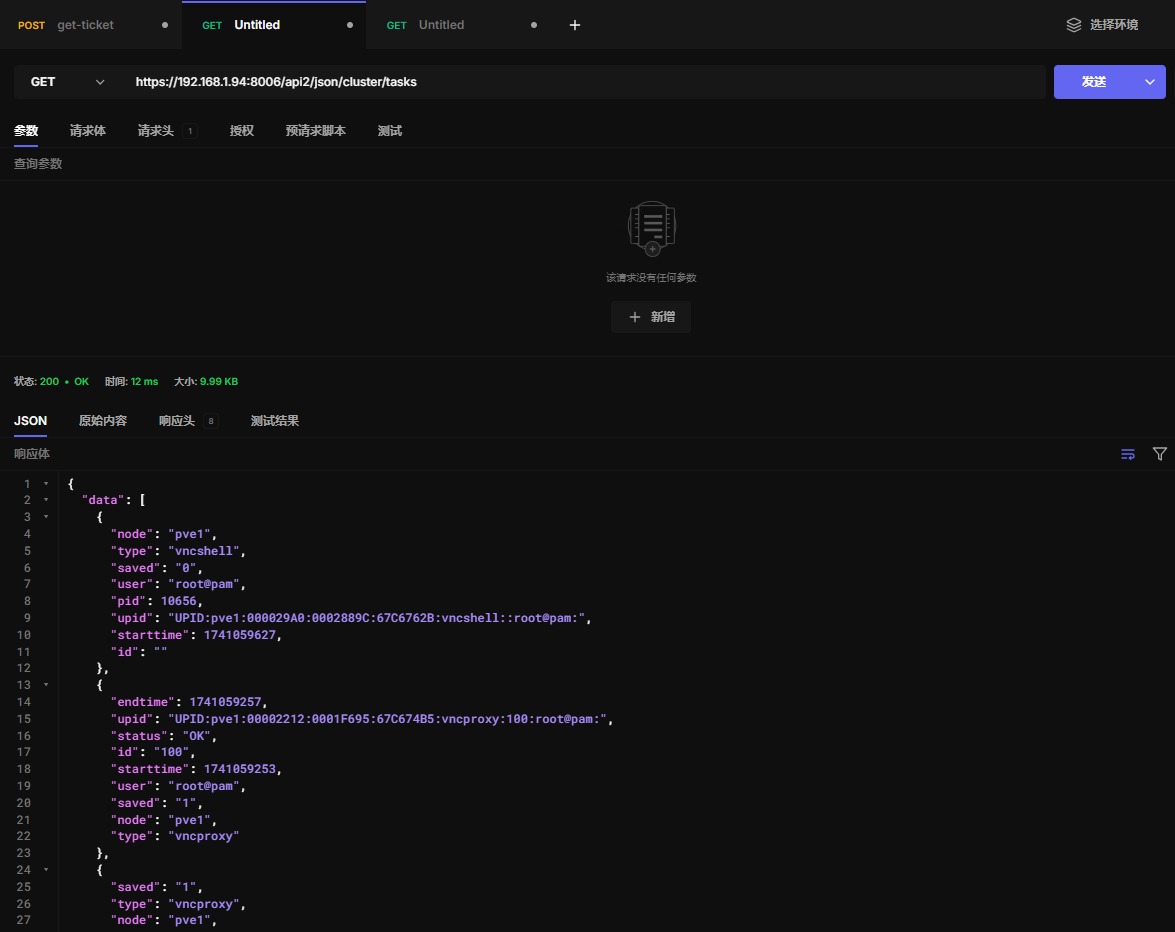 POST get-ticket GET Untitled GET Untitled 选择环境
GET https://192.168.1.94:8006/api2/json/cluster/tasks 发送
参数 请求体 请求头 1 授权 预请求脚本 测试
查询参数
该请求没有任何参数
新增
状态: 200 • OK 时间: 12 ms 大小: 9.99 KB
JSON 原始内容 响应头 8 测试结果
响应体
1 {
2 "data": [
3 {
4 "node": "pve1",
5 "type": "vncshell",
6 "saved": "0",
7 "user": "root@pam",
8 "pid": 10656,
9 "upid": "UPID:pve1:000029A0:0002889C:67C6762B:vncshell::root@pam:",
10 "starttime": 1741059627,
11 "id": ""
12 },
13 {
14 "endtime": 1741059257,
15 "upid": "UPID:pve1:00002212:0001F695:67C674B5:vncproxy:100:root@pam:",
16 "status": "OK",
17 "id": "100",
18 "starttime": 1741059253,
19 "user": "root@pam",
20 "saved": "1",
21 "node": "pve1",
22 "type": "vncproxy"
23 },
24 {
25 "saved": "1",
26 "type": "vncproxy",
27 "node": "pve1",